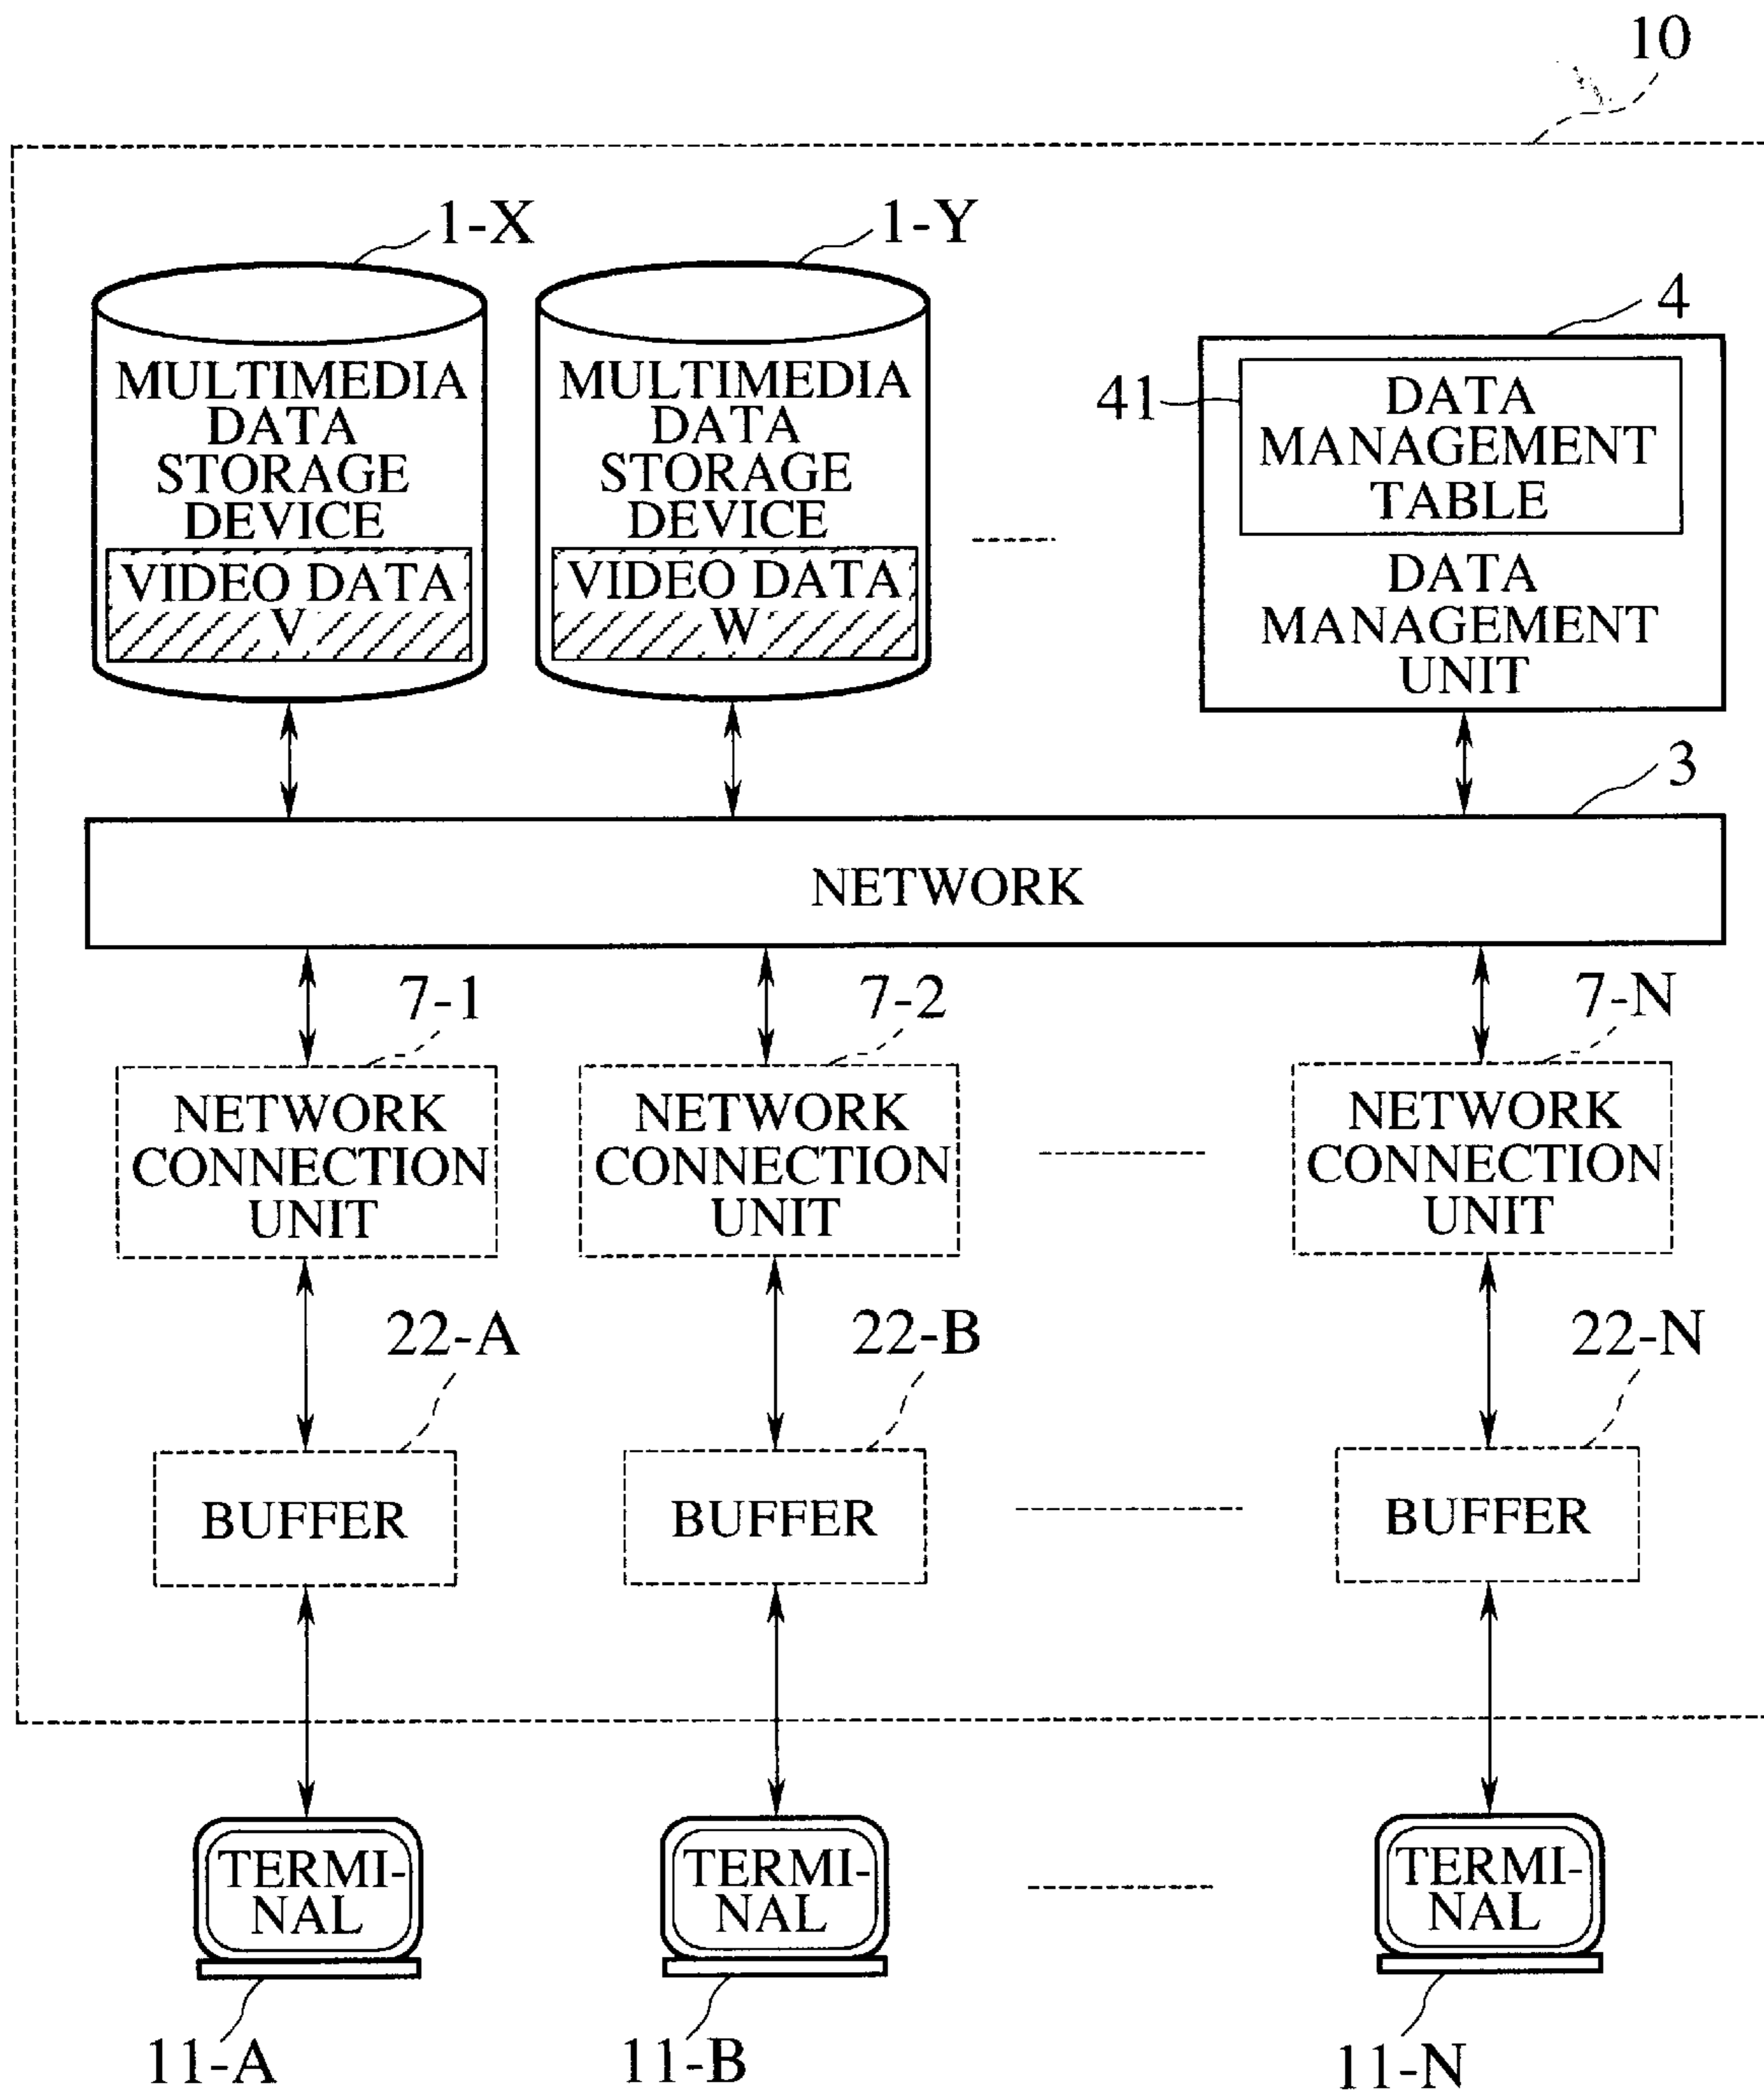 10
1-X
1-Y
4
MULTIMEDIA
DATA
STORAGE
DEVICE
VIDEO DATA
V
MULTIMEDIA
DATA
STORAGE
DEVICE
VIDEO DATA
W
41
DATA
MANAGEMENT
TABLE
DATA
MANAGEMENT
UNIT
3
NETWORK
7-1
7-2
7-N
NETWORK
CONNECTION
UNIT
NETWORK
CONNECTION
UNIT
NETWORK
CONNECTION
UNIT
22-A
22-B
22-N
BUFFER
BUFFER
BUFFER
TERMI-
NAL
TERMI-
NAL
TERMI-
NAL
11-A
11-B
11-N